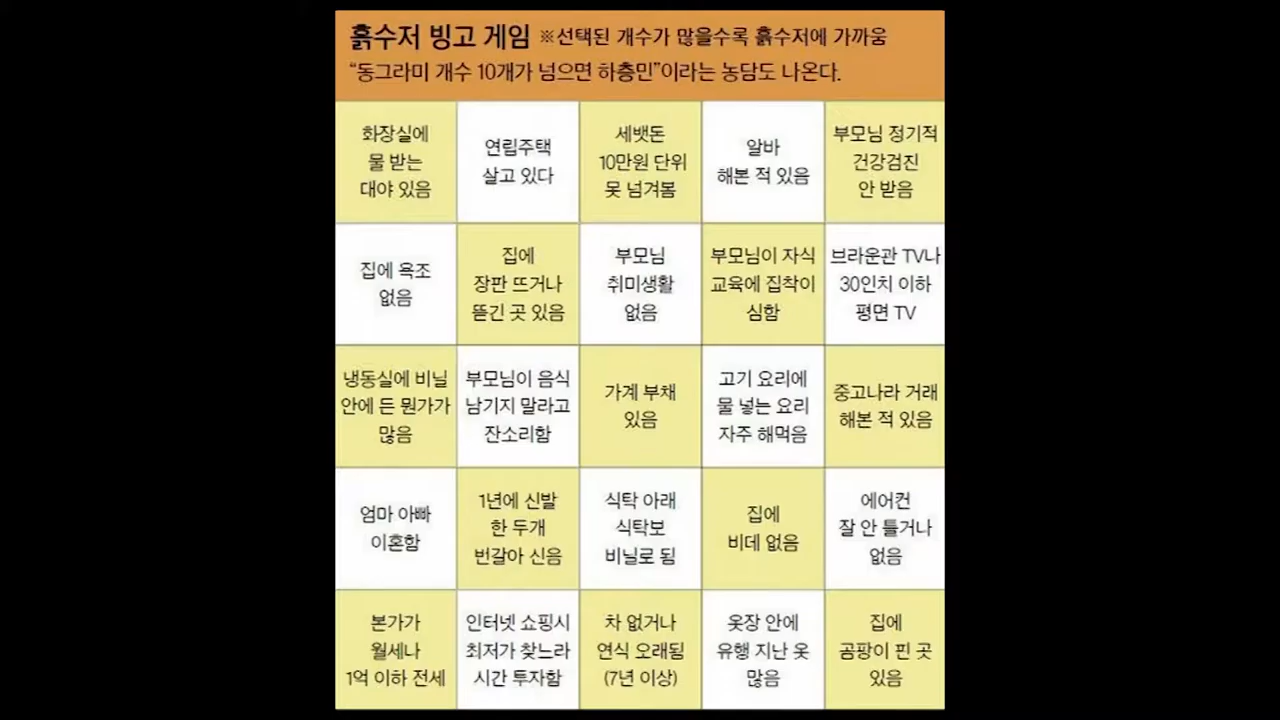 흙수저 빙고 게임 ※선택된 개수가 많을수록 흙수저에 가까움
“동그라미 개수 10개가 넘으면 하층민”이라는 농담도 나온다.
화장실에
물 받는
대야 있음
연립주택
살고 있다
세뱃돈
10만원 단위
못 넘겨봄
알바
해본 적 있음
부모님 정기적
건강검진
안 받음
집에 욕조
없음
집에
장판 뜨거나
뜯긴 곳 있음
부모님
취미생활
없음
부모님이 자식
교육에 집착이
심함
브라운관 TV나
30인치 이하
평면 TV
냉동실에 비닐
안에 든 뭔가가
많음
부모님이 음식
남기지 말라고
잔소리함
가계 부채
있음
고기 요리에
물 넣는 요리
자주 해먹음
중고나라 거래
해본 적 있음
엄마 아빠
이혼함
1년에 신발
한 두개
번갈아 신음
식탁 아래
식탁보
비닐로 됨
집에
비데 없음
에어컨
잘 안 틀거나
없음
본가가
월세나
1억 이하 전세
인터넷 쇼핑시
최저가 찾느라
시간 투자함
차 없거나
연식 오래됨
(7년 이상)
옷장 안에
유행 지난 옷
많음
집에
곰팡이 핀 곳
있음